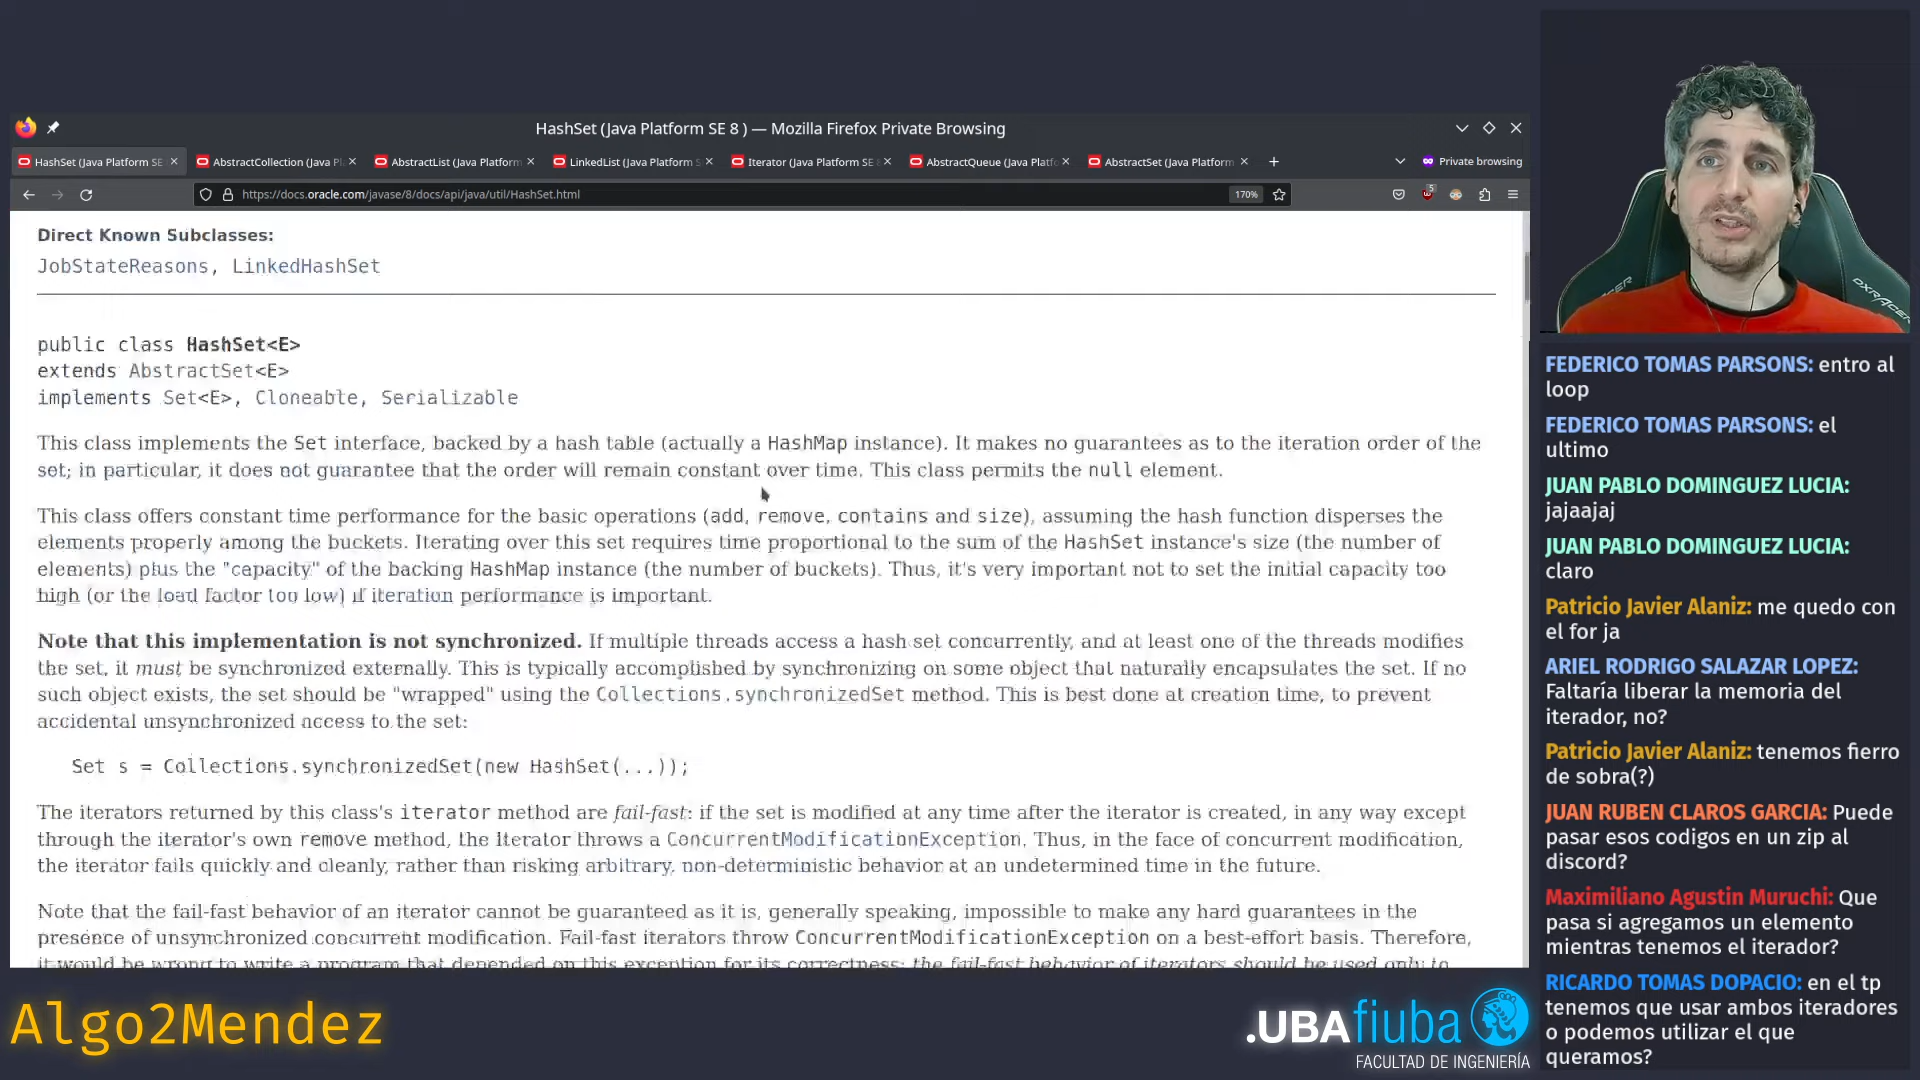 HashSet (Java Platform SE 8 ) — Mozilla Firefox Private Browsing
HashSet (Java Platform SE
AbstractCollection (Java Pl
AbstractList (Java Platform
LinkedList (Java Platform S
Iterator (Java Platform SE 8
AbstractQueue (Java Platf
AbstractSet (Java Platform
Private browsing
https://docs.oracle.com/javase/8/docs/api/java/util/HashSet.html
170%
5
Direct Known Subclasses:
JobStateReasons, LinkedHashSet
public class HashSet<E>
extends AbstractSet<E>
implements Set<E>, Cloneable, Serializable
This class implements the Set interface, backed by a hash table (actually a HashMap instance). It makes no guarantees as to the iteration order of the
set; in particular, it does not guarantee that the order will remain constant over time. This class permits the null element.
This class offers constant time performance for the basic operations (add, remove, contains and size), assuming the hash function disperses the
elements properly among the buckets. Iterating over this set requires time proportional to the sum of the HashSet instance's size (the number of
elements) plus the "capacity" of the backing HashMap instance (the number of buckets). Thus, it's very important not to set the initial capacity too
high (or the load factor too low) if iteration performance is important.
Note that this implementation is not synchronized. If multiple threads access a hash set concurrently, and at least one of the threads modifies
the set, it must be synchronized externally. This is typically accomplished by synchronizing on some object that naturally encapsulates the set. If no
such object exists, the set should be "wrapped" using the Collections.synchronizedSet method. This is best done at creation time, to prevent
accidental unsynchronized access to the set:
Set s = Collections.synchronizedSet(new HashSet(...));
The iterators returned by this class's iterator method are fail-fast: if the set is modified at any time after the iterator is created, in any way except
through the iterator's own remove method, the Iterator throws a ConcurrentModificationException. Thus, in the face of concurrent modification,
the iterator fails quickly and cleanly, rather than risking arbitrary, non-deterministic behavior at an undetermined time in the future.
Note that the fail-fast behavior of an iterator cannot be guaranteed as it is, generally speaking, impossible to make any hard guarantees in the
presence of unsynchronized concurrent modification. Fail-fast iterators throw ConcurrentModificationException on a best-effort basis. Therefore,
it would be wrong to write a program that depended on this exception for its correctness: the fail-fast behavior of iterators should be used only to
DXRACER
FEDERICO TOMAS PARSONS: entro al
loop
FEDERICO TOMAS PARSONS: el
ultimo
JUAN PABLO DOMINGUEZ LUCIA:
jajaajaj
JUAN PABLO DOMINGUEZ LUCIA:
claro
Patricio Javier Alaniz: me quedo con
el for ja
ARIEL RODRIGO SALAZAR LOPEZ:
Faltaría liberar la memoria del
iterador, no?
Patricio Javier Alaniz: tenemos fierro
de sobra(?)
JUAN RUBEN CLAROS GARCIA: Puede
pasar esos codigos en un zip al
discord?
Maximiliano Agustin Muruchi: Que
pasa si agregamos un elemento
mientras tenemos el iterador?
RICARDO TOMAS DOPACIO: en el tp
tenemos que usar ambos iteradores
o podemos utilizar el que
queramos?
Algo2Mendez
.UBAfiuba
FACULTAD DE INGENIERÍA